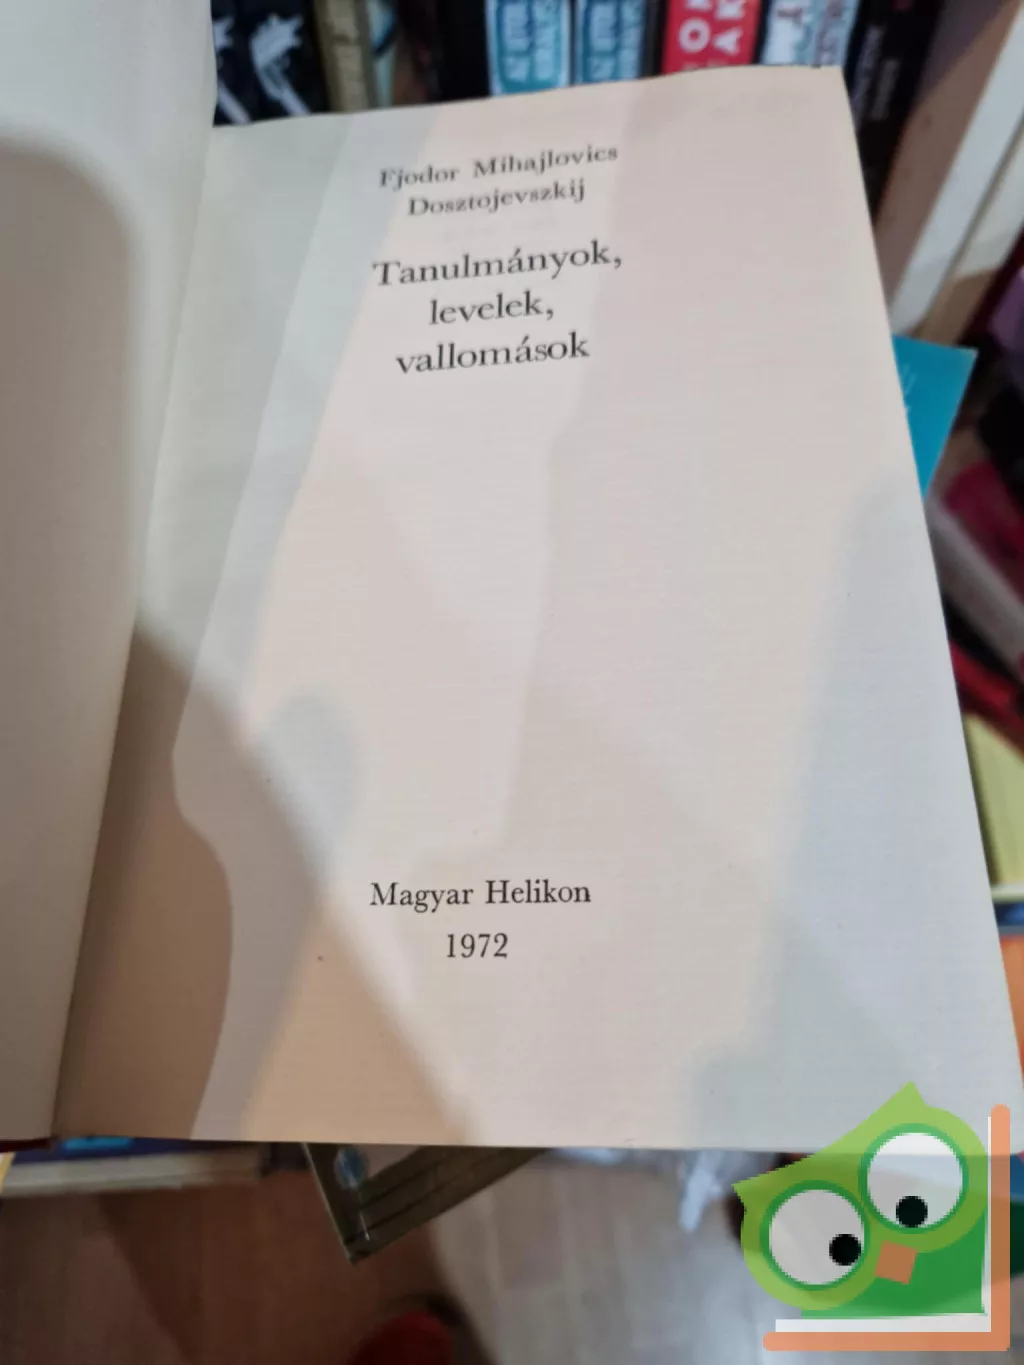 Fjodor Mihajlovics
Dosztojevszkij
Tanulmányok,
levelek,
vallomások
Magyar Helikon
1972